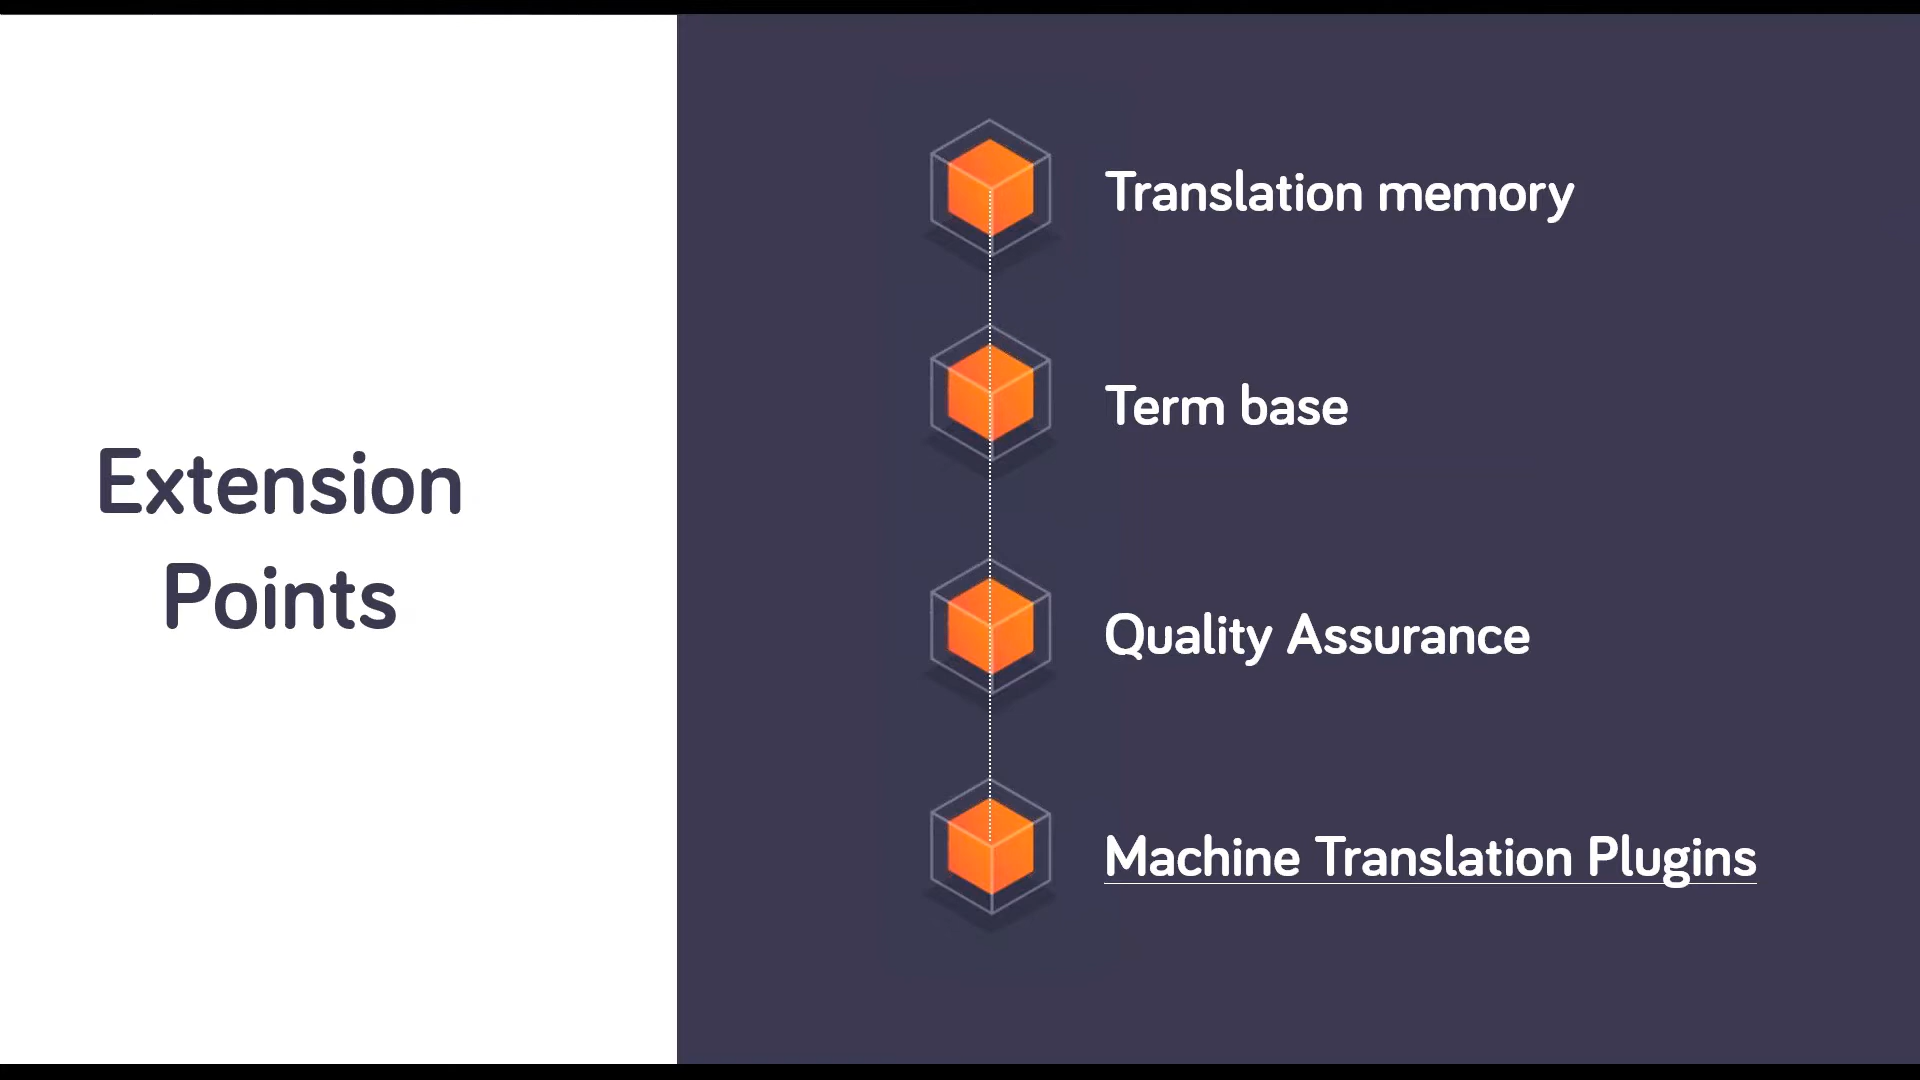 Extension
Points
Translation memory
Term base
Quality Assurance
Machine Translation Plugins